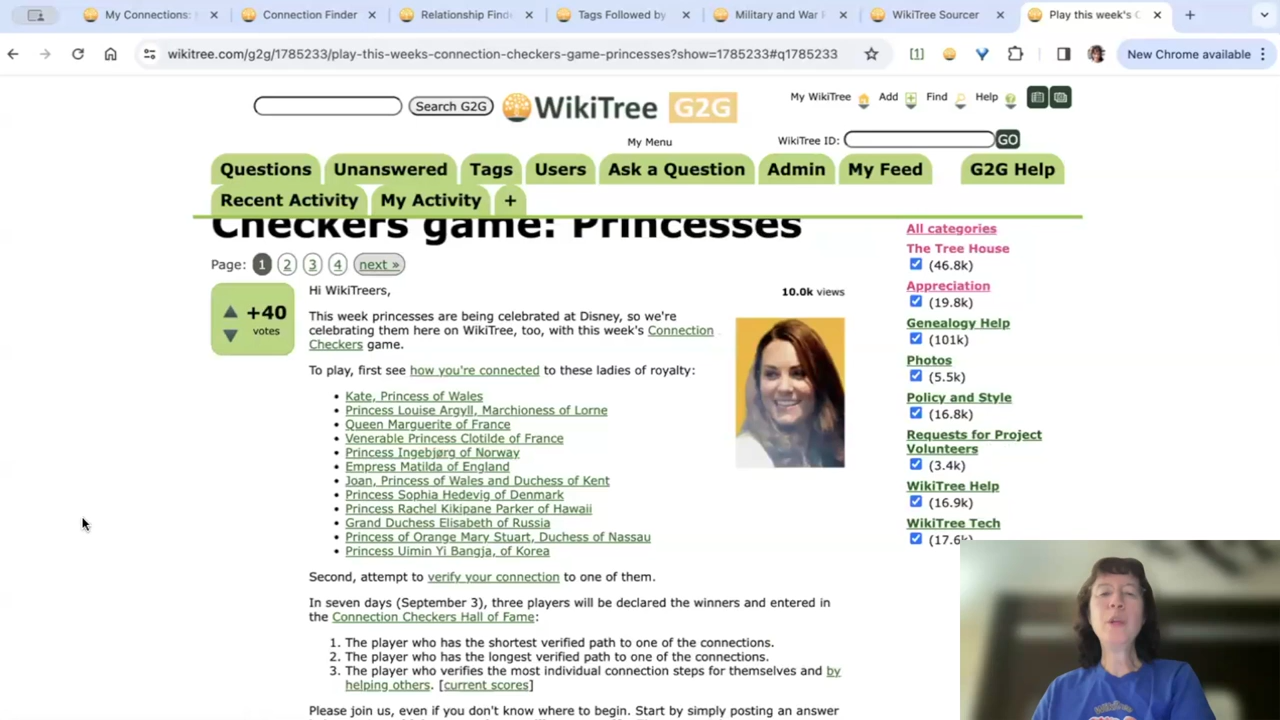 My Connections:
Connection Finder
Relationship Find
Tags Followed by
Military and War
WikiTree Sourcer
Play this week's C
wikitree.com/g2g/1785233/play-this-weeks-connection-checkers-game-princesses?show=1785233#q1785233
[1]
New Chrome available
Search G2G
WikiTree G2G
My WikiTree
Add
Find
Help
My Menu
WikiTree ID:
GO
Questions
Unanswered
Tags
Users
Ask a Question
Admin
My Feed
G2G Help
Recent Activity
My Activity
+
Checkers game: Princesses
Page: 1 2 3 4 next »
+40
votes
Hi WikiTreers,
10.0k views
This week princesses are being celebrated at Disney, so we're
celebrating them here on WikiTree, too, with this week's Connection
Checkers game.
To play, first see how you're connected to these ladies of royalty:
• Kate, Princess of Wales
• Princess Louise Argyll, Marchioness of Lorne
• Queen Marguerite of France
• Venerable Princess Clotilde of France
• Princess Ingebjørg of Norway
• Empress Matilda of England
• Joan, Princess of Wales and Duchess of Kent
• Princess Sophia Hedevig of Denmark
• Princess Rachel Kikipane Parker of Hawaii
• Grand Duchess Elisabeth of Russia
• Princess of Orange Mary Stuart, Duchess of Nassau
• Princess Uimin Yi Bangja, of Korea
Second, attempt to verify your connection to one of them.
In seven days (September 3), three players will be declared the winners and entered in
the Connection Checkers Hall of Fame:
1. The player who has the shortest verified path to one of the connections.
2. The player who has the longest verified path to one of the connections.
3. The player who verifies the most individual connection steps for themselves and by
helping others. [current scores]
Please join us, even if you don't know where to begin. Start by simply posting an answer
All categories
The Tree House
(46.8k)
Appreciation
(19.8k)
Genealogy Help
(101k)
Photos
(5.5k)
Policy and Style
(16.8k)
Requests for Project
Volunteers
(3.4k)
WikiTree Help
(16.9k)
WikiTree Tech
(17.6k)
WikiTree